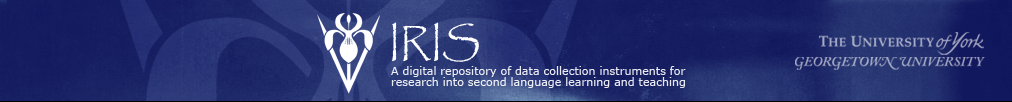 IRIS
A digital repository of data collection instruments for
research into second language learning and teaching
THE UNIVERSITY of York
GEORGETOWN UNIVERSITY